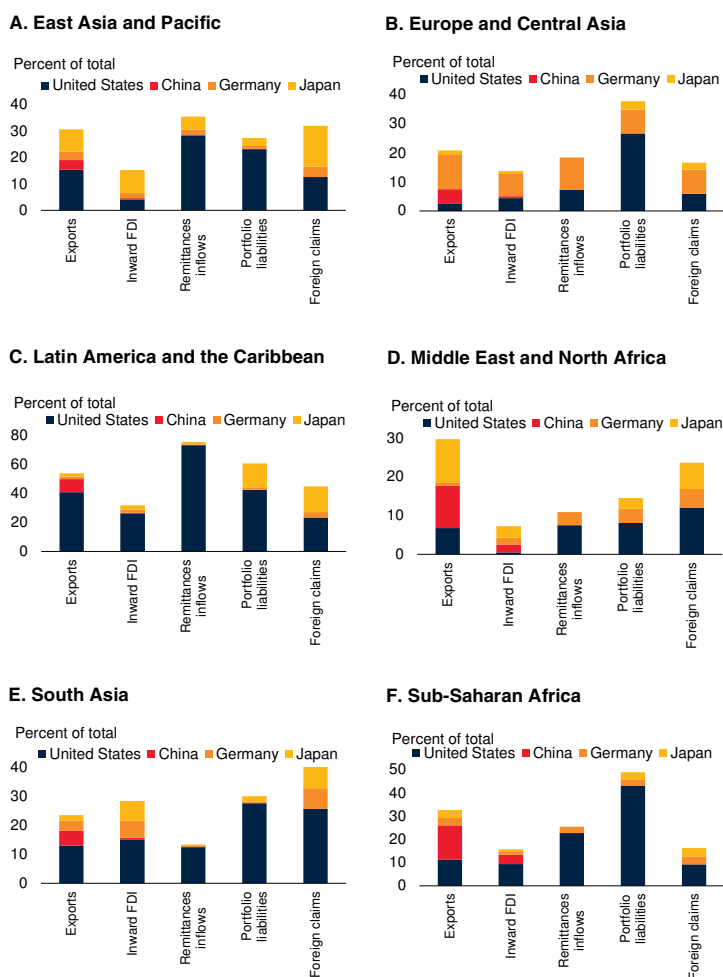 A. East Asia and Pacific
Percent of total
United States China Germany Japan
40
30
20
10
0
Exports
Inward FDI
Remittances
inflows
Portfolio
liabilities
Foreign claims
B. Europe and Central Asia
Percent of total
United States China Germany Japan
40
30
20
10
0
Exports
Inward FDI
Remittances
inflows
Portfolio
liabilities
Foreign claims
C. Latin America and the Caribbean
Percent of total
United States China Germany Japan
80
60
40
20
0
Exports
Inward FDI
Remittances
inflows
Portfolio
liabilities
Foreign claims
D. Middle East and North Africa
Percent of total
United States China Germany Japan
30
20
10
0
Exports
Inward FDI
Remittances
inflows
Portfolio
liabilities
Foreign claims
E. South Asia
Percent of total
United States China Germany Japan
40
30
20
10
0
Exports
Inward FDI
Remittances
inflows
Portfolio
liabilities
Foreign claims
F. Sub-Saharan Africa
Percent of total
United States China Germany Japan
50
40
30
20
10
0
Exports
Inward FDI
Remittances
inflows
Portfolio
liabilities
Foreign claims